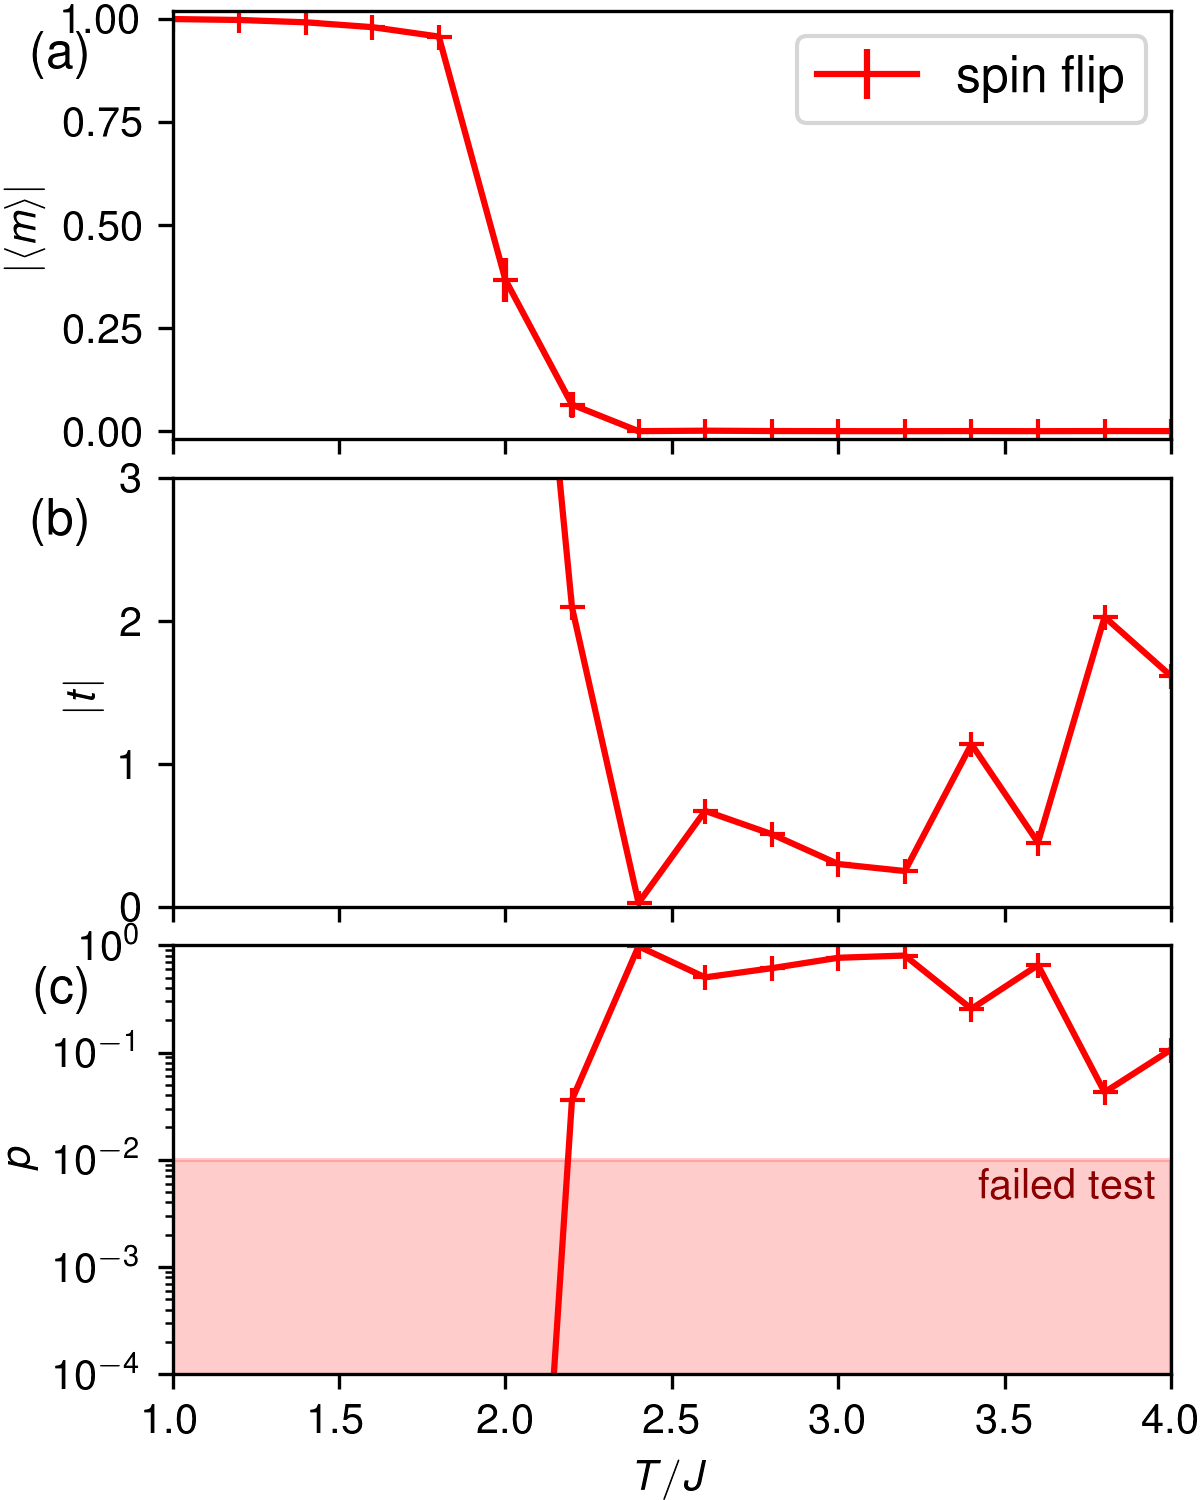 (a)
1.00
0.75
0.50
0.25
0.00
|⟨m⟩|
spin flip
(b)
3
2
1
0
|t|
(c)
10⁰
10⁻¹
10⁻²
10⁻³
10⁻⁴
p
failed test
1.0 1.5 2.0 2.5 3.0 3.5 4.0
T/J